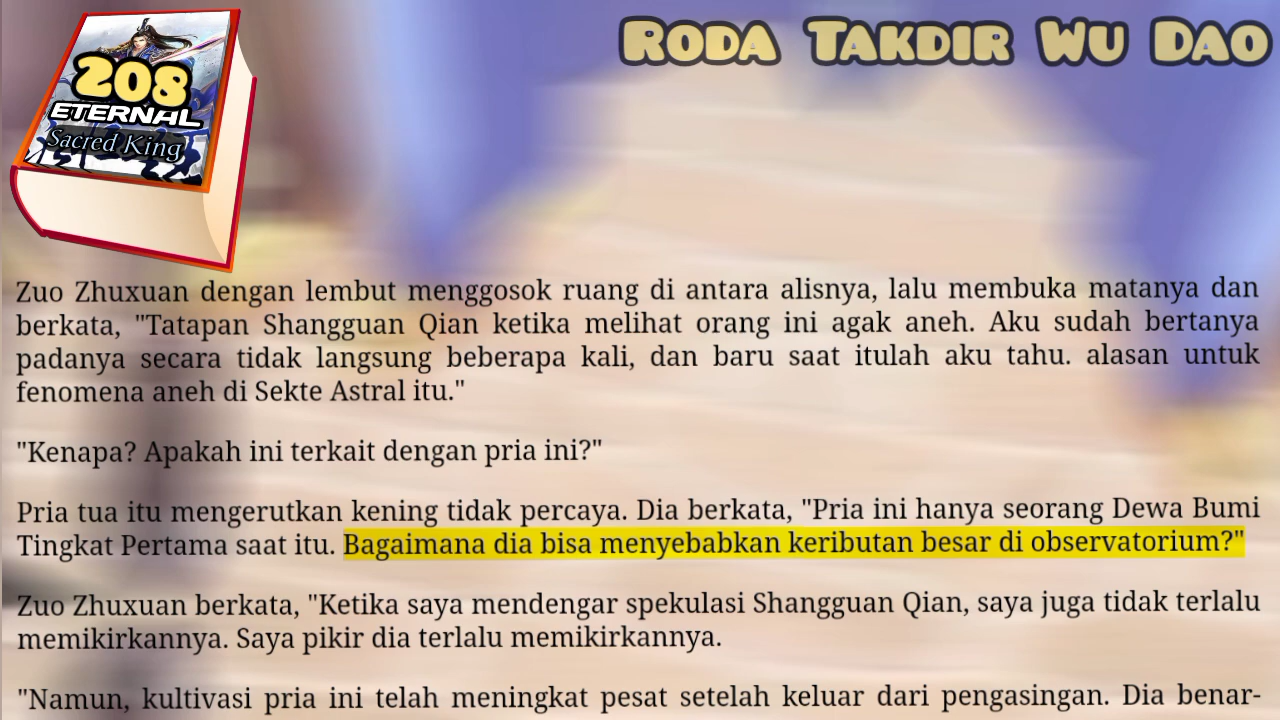 Roda Takdir Wu Dao
208
ETERNAL
Sacred King
Zuo Zhuxuan dengan lembut menggosok ruang di antara alisnya, lalu membuka matanya dan
berkata, "Tatapan Shangguan Qian ketika melihat orang ini agak aneh. Aku sudah bertanya
padanya secara tidak langsung beberapa kali, dan baru saat itulah aku tahu. alasan untuk
fenomena aneh di Sekte Astral itu."
"Kenapa? Apakah ini terkait dengan pria ini?"
Pria tua itu mengerutkan kening tidak percaya. Dia berkata, "Pria ini hanya seorang Dewa Bumi
Tingkat Pertama saat itu. Bagaimana dia bisa menyebabkan keributan besar di observatorium?"
Zuo Zhuxuan berkata, "Ketika saya mendengar spekulasi Shangguan Qian, saya juga tidak terlalu
memikirkannya. Saya pikir dia terlalu memikirkannya.
"Namun, kultivasi pria ini telah meningkat pesat setelah keluar dari pengasingan. Dia benar-